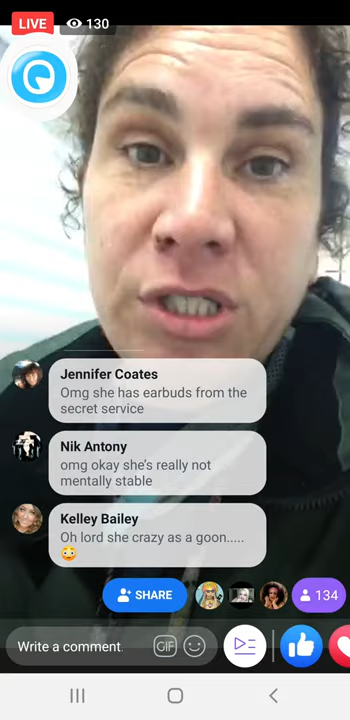 LIVE 130
Jennifer Coates
Omg she has earbuds from the
secret service
Nik Antony
omg okay she's really not
mentally stable
Kelley Bailey
Oh lord she crazy as a goon.....
SHARE 134
Write a comment
GIF